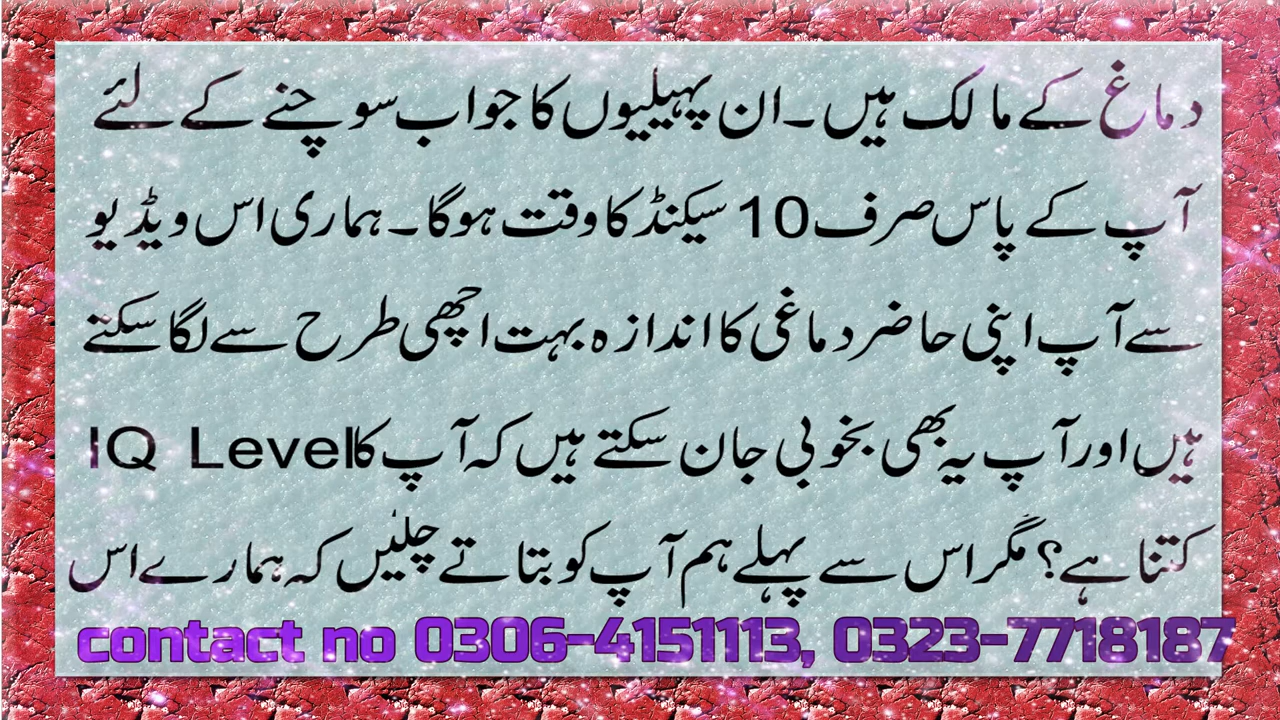 دماغ کے مالک ہیں۔ان پہیلیوں کا جواب سوچنے کے لئے
آپ کے پاس صرف 10 سیکنڈ کا وقت ہوگا۔ہماری اس ویڈیو
سے آپ اپنی حاضر دماغی کا اندازہ بہت اچھی طرح سے لگا سکتے
ہیں اور آپ یہ بھی بخوبی جان سکتے ہیں کہ آپ کا IQ Level
کتنا ہے؟ مگر اس سے پہلے ہم آپ کو بتاتے چلیں کہ ہمارے اس
contact no 0306-4151113, 0323-7718187